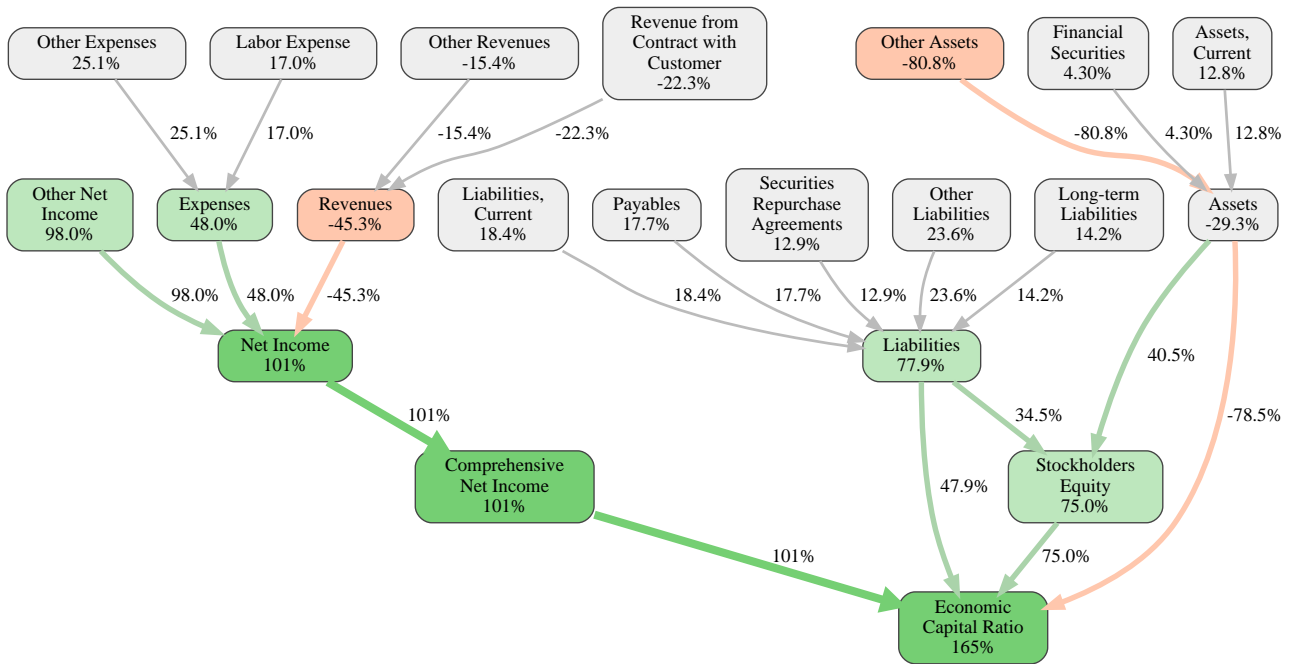 Other Expenses
25.1%
Labor Expense
17.0%
Other Revenues
-15.4%
Revenue from
Contract with
Customer
-22.3%
Other Assets
-80.8%
Financial
Securities
4.30%
Assets,
Current
12.8%
25.1%
17.0%
-15.4%
-22.3%
-80.8%
4.30%
12.8%
Other Net
Income
98.0%
Expenses
48.0%
Revenues
-45.3%
Liabilities,
Current
18.4%
Payables
17.7%
Securities
Repurchase
Agreements
12.9%
Other
Liabilities
23.6%
Long-term
Liabilities
14.2%
Assets
-29.3%
98.0%
48.0%
-45.3%
18.4%
17.7%
12.9%
23.6%
14.2%
Net Income
101%
Liabilities
77.9%
40.5%
101%
34.5%
-78.5%
Comprehensive
Net Income
101%
Stockholders
Equity
75.0%
47.9%
101%
75.0%
Economic
Capital Ratio
165%